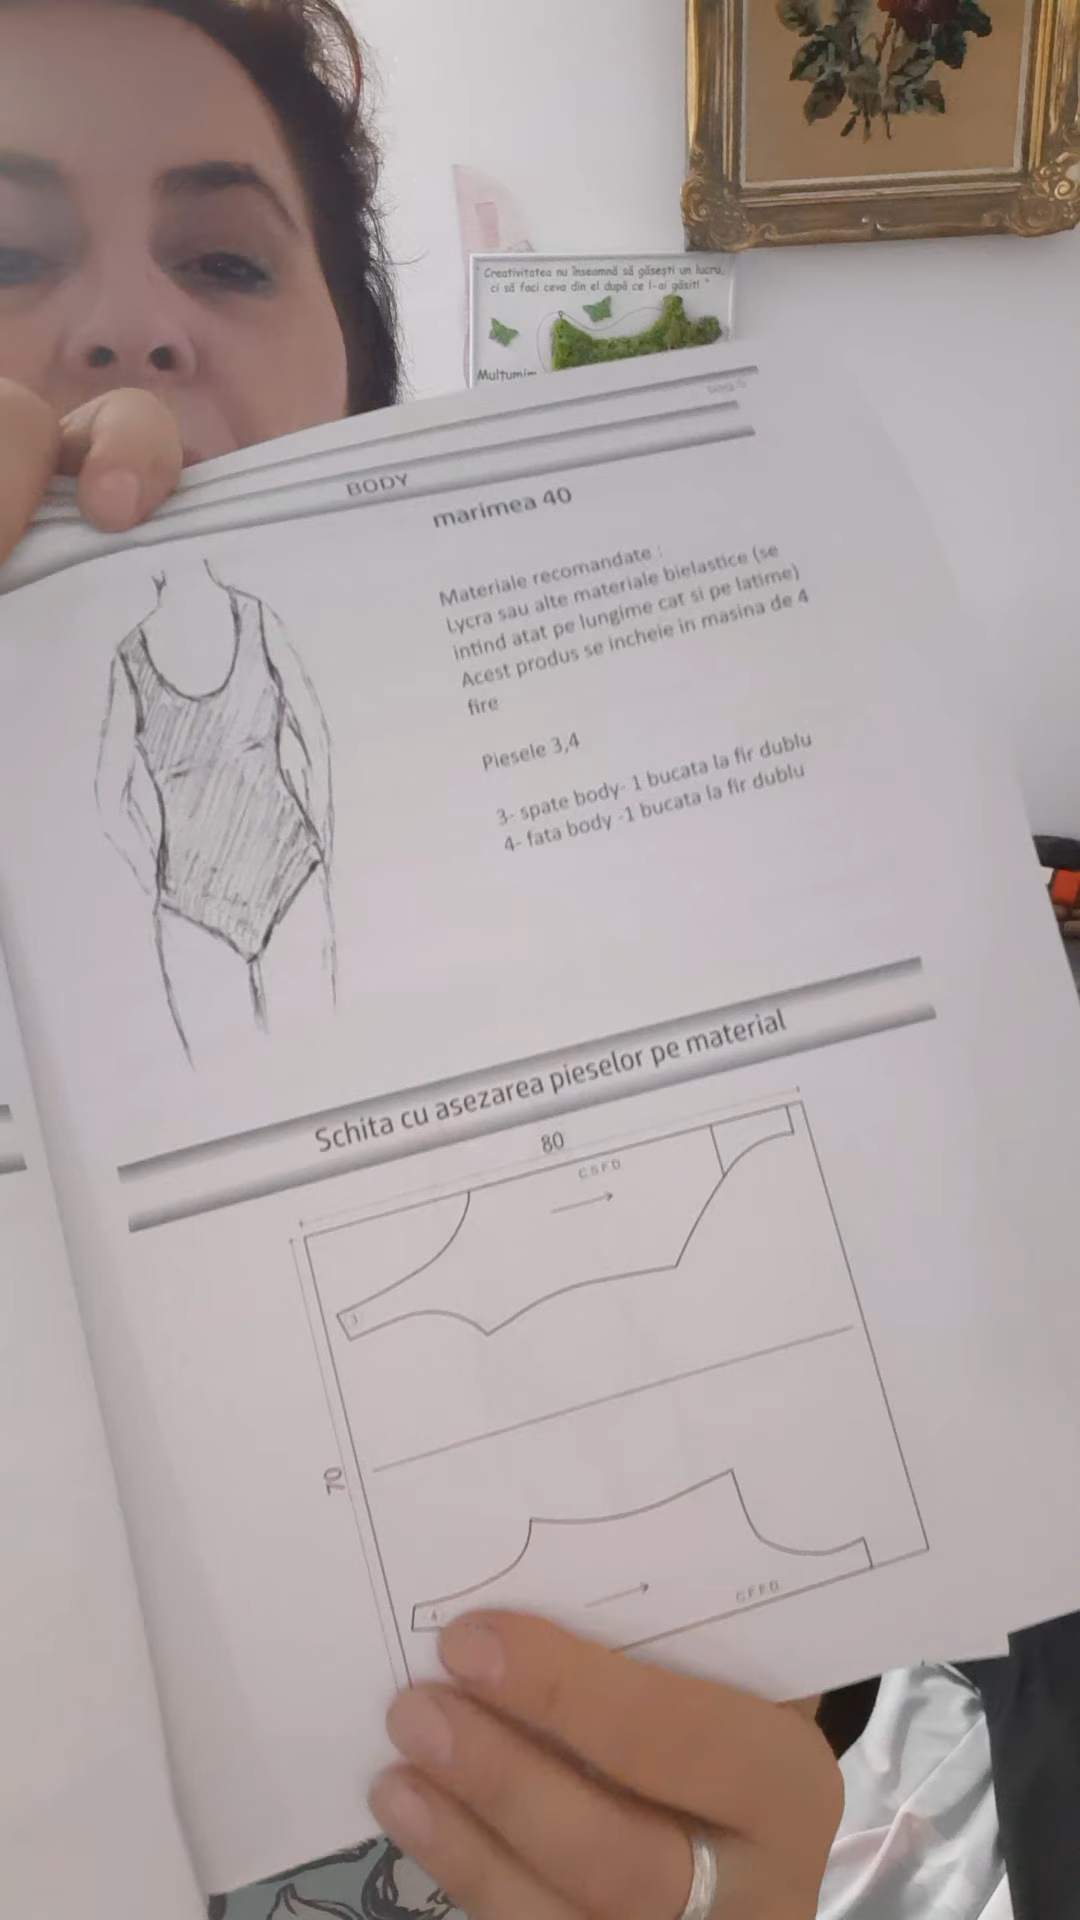 " Creativitatea nu înseamnă să găsești un lucru,
ci să faci ceva din el după ce l-ai găsit! "
Mulțumim
BODY
marimea 40
Materiale recomandate :
Lycra sau alte materiale bielastice (se
intind atat pe lungime cat si pe latime)
Acest produs se incheie in masina de 4
fire
Piesele 3,4
3- spate body- 1 bucata la fir dublu
4- fata body -1 bucata la fir dublu
Schita cu asezarea pieselor pe material
80
CSFD
3
70
4
CFFD